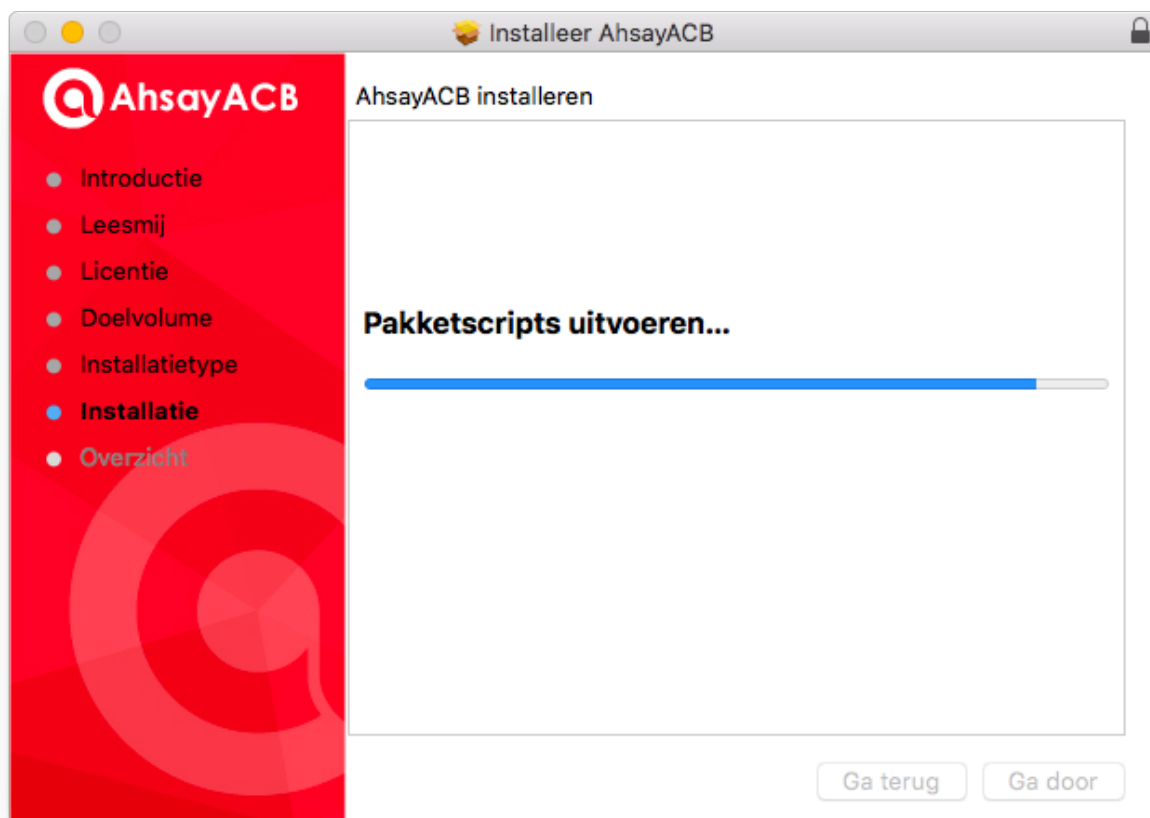 Installeer AhsayACB
AhsayACB
AhsayACB installeren
Introductie
Leesmij
Licentie
Doelvolume
Installatietype
Installatie
Overzicht
Pakketscripts uitvoeren...
Ga terug
Ga door